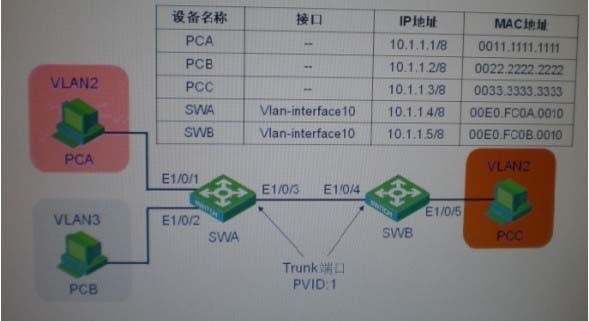 设备名称 接口 IP地址 MAC地址
PCA -- 10.1.1.1/8 0011.1111.1111
PCB -- 10.1.1.2/8 0022.2222.2222
PCC -- 10.1.1.3/8 0033.3333.3333
SWA Vlan-interface10 10.1.1.4/8 00E0.FC0A.0010
SWB Vlan-interface10 10.1.1.5/8 00E0.FC0B.0010
VLAN2
PCA
E1/0/1
VLAN3
PCB
E1/0/2
SWITCH
SWA
E1/0/3
E1/0/4
SWITCH
SWB
E1/0/5
VLAN2
PCC
Trunk端口
PVID:1